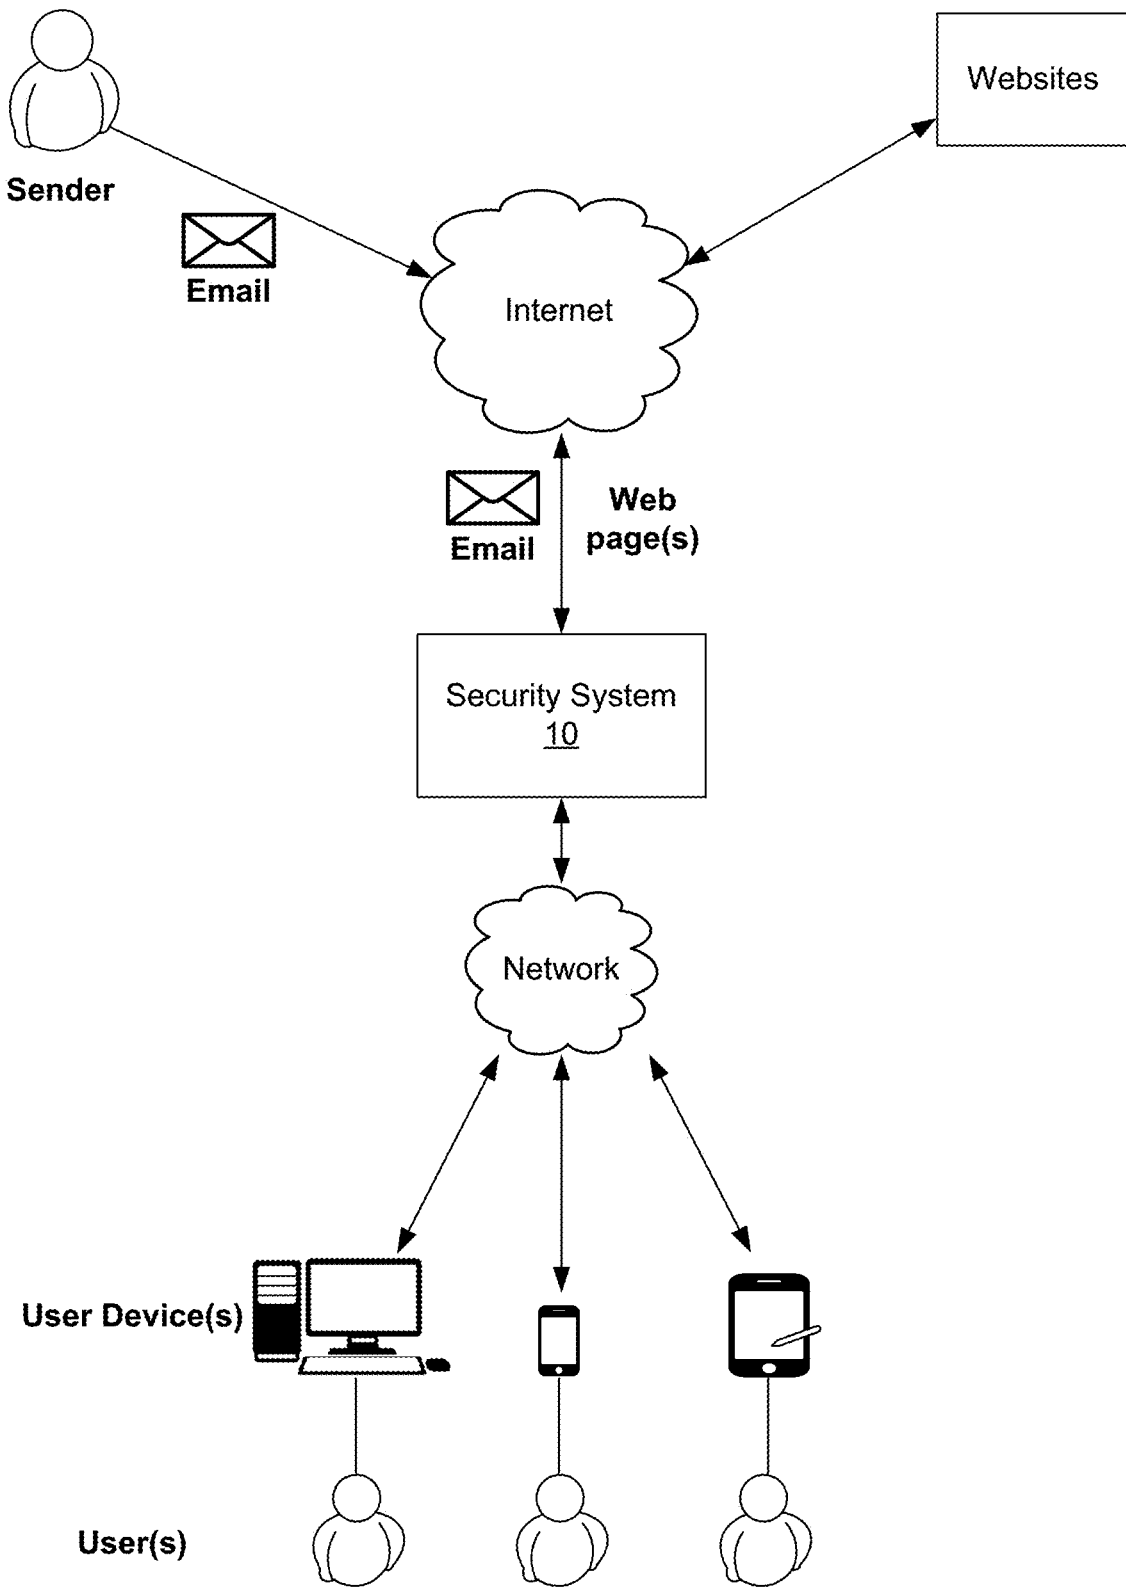 Websites
Sender
Email
Internet
Email
Web
page(s)
Security System
10
Network
User Device(s)
User(s)